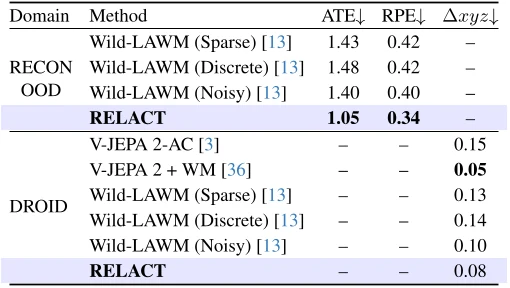 Domain Method ATE↓ RPE↓ Δxyz↓
Wild-LAWM (Sparse) [13] 1.43 0.42 –
RECON Wild-LAWM (Discrete) [13] 1.48 0.42 –
OOD Wild-LAWM (Noisy) [13] 1.40 0.40 –
RELACT 1.05 0.34 –
V-JEPA 2-AC [3] – – 0.15
V-JEPA 2 + WM [36] – – 0.05
DROID Wild-LAWM (Sparse) [13] – – 0.13
Wild-LAWM (Discrete) [13] – – 0.14
Wild-LAWM (Noisy) [13] – – 0.10
RELACT – – 0.08